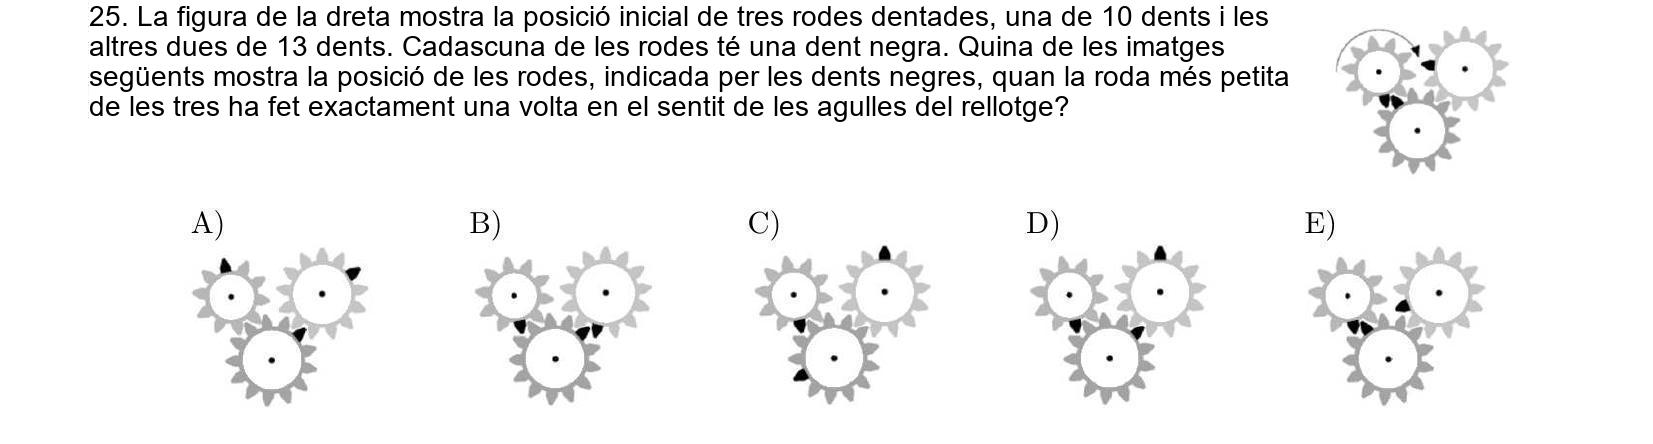 25. La figura de la dreta mostra la posició inicial de tres rodes dentades, una de 10 dents i les
altres dues de 13 dents. Cadascuna de les rodes té una dent negra. Quina de les imatges
següents mostra la posició de les rodes, indicada per les dents negres, quan la roda més petita
de les tres ha fet exactament una volta en el sentit de les agulles del rellotge?
A) B) C) D) E)